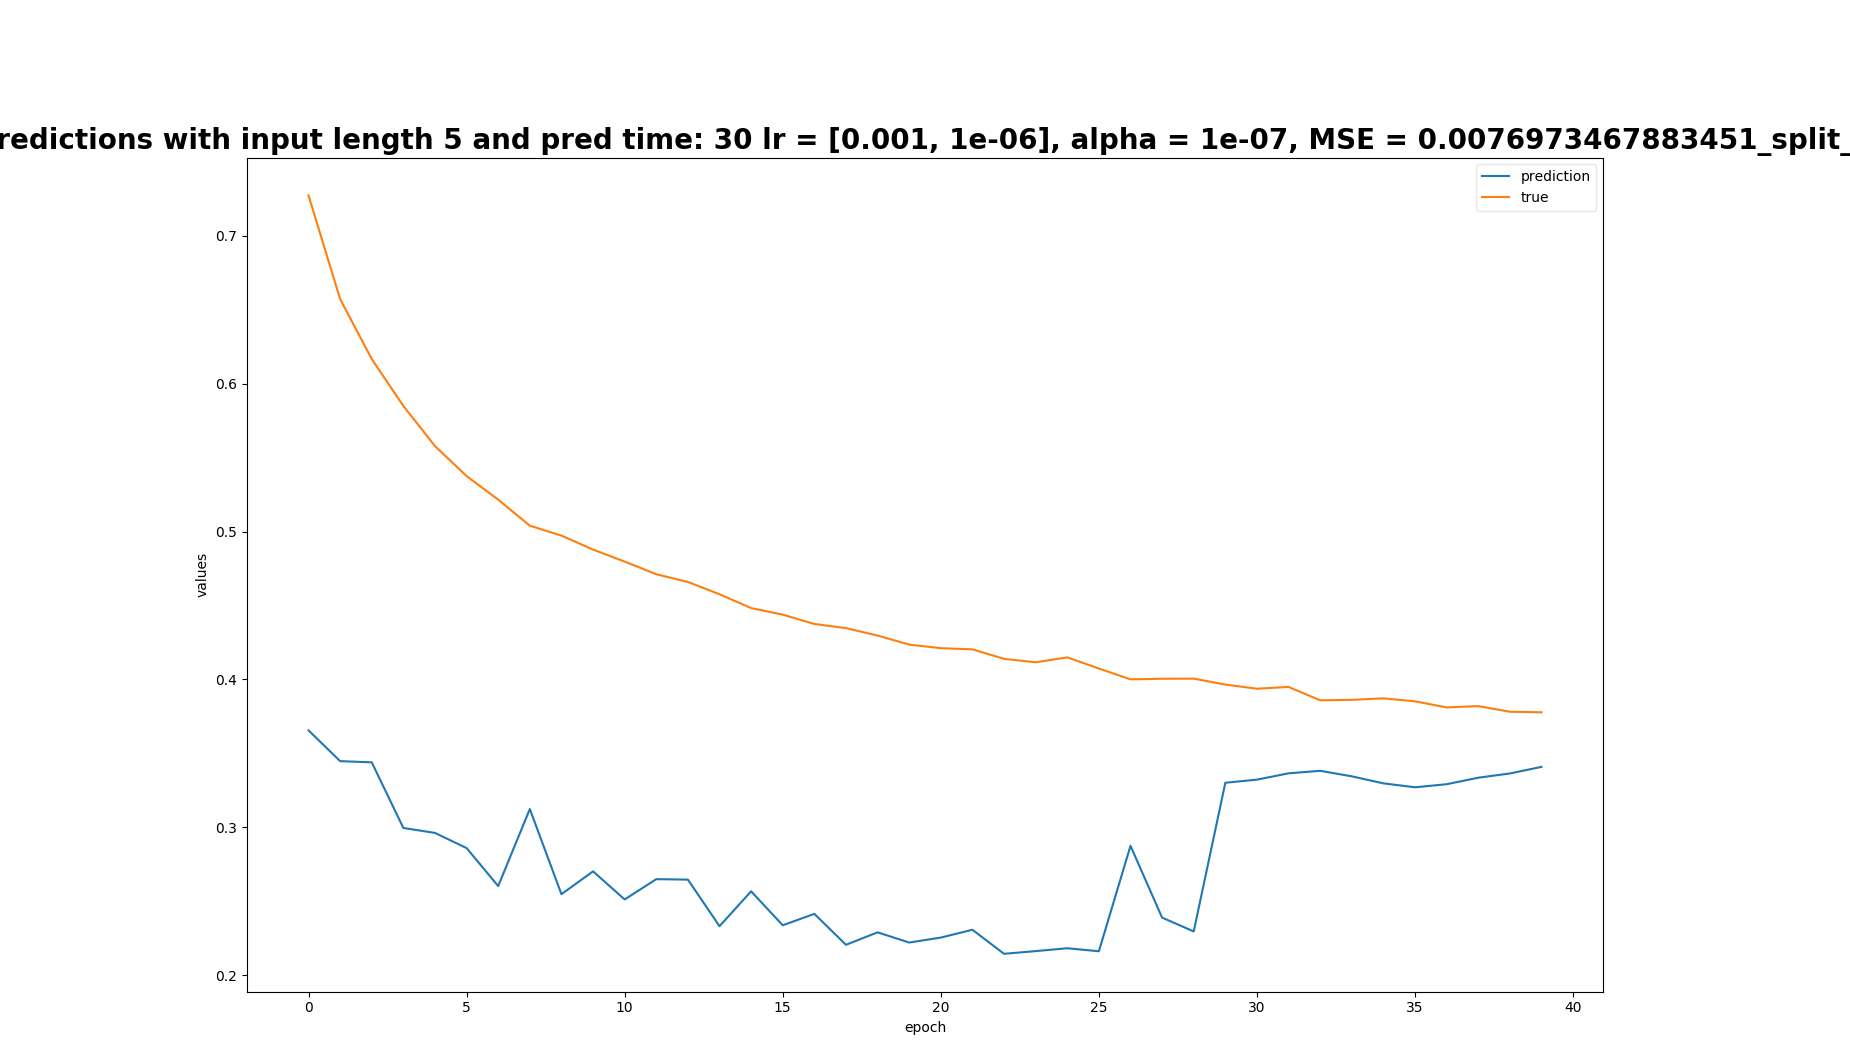 redictions with input length 5 and pred time: 30 lr = [0.001, 1e-06], alpha = 1e-07, MSE = 0.0076973467883451_split_
prediction
true
0.7
0.6
0.5
0.4
0.3
0.2
values
0 5 10 15 20 25 30 35 40
epoch